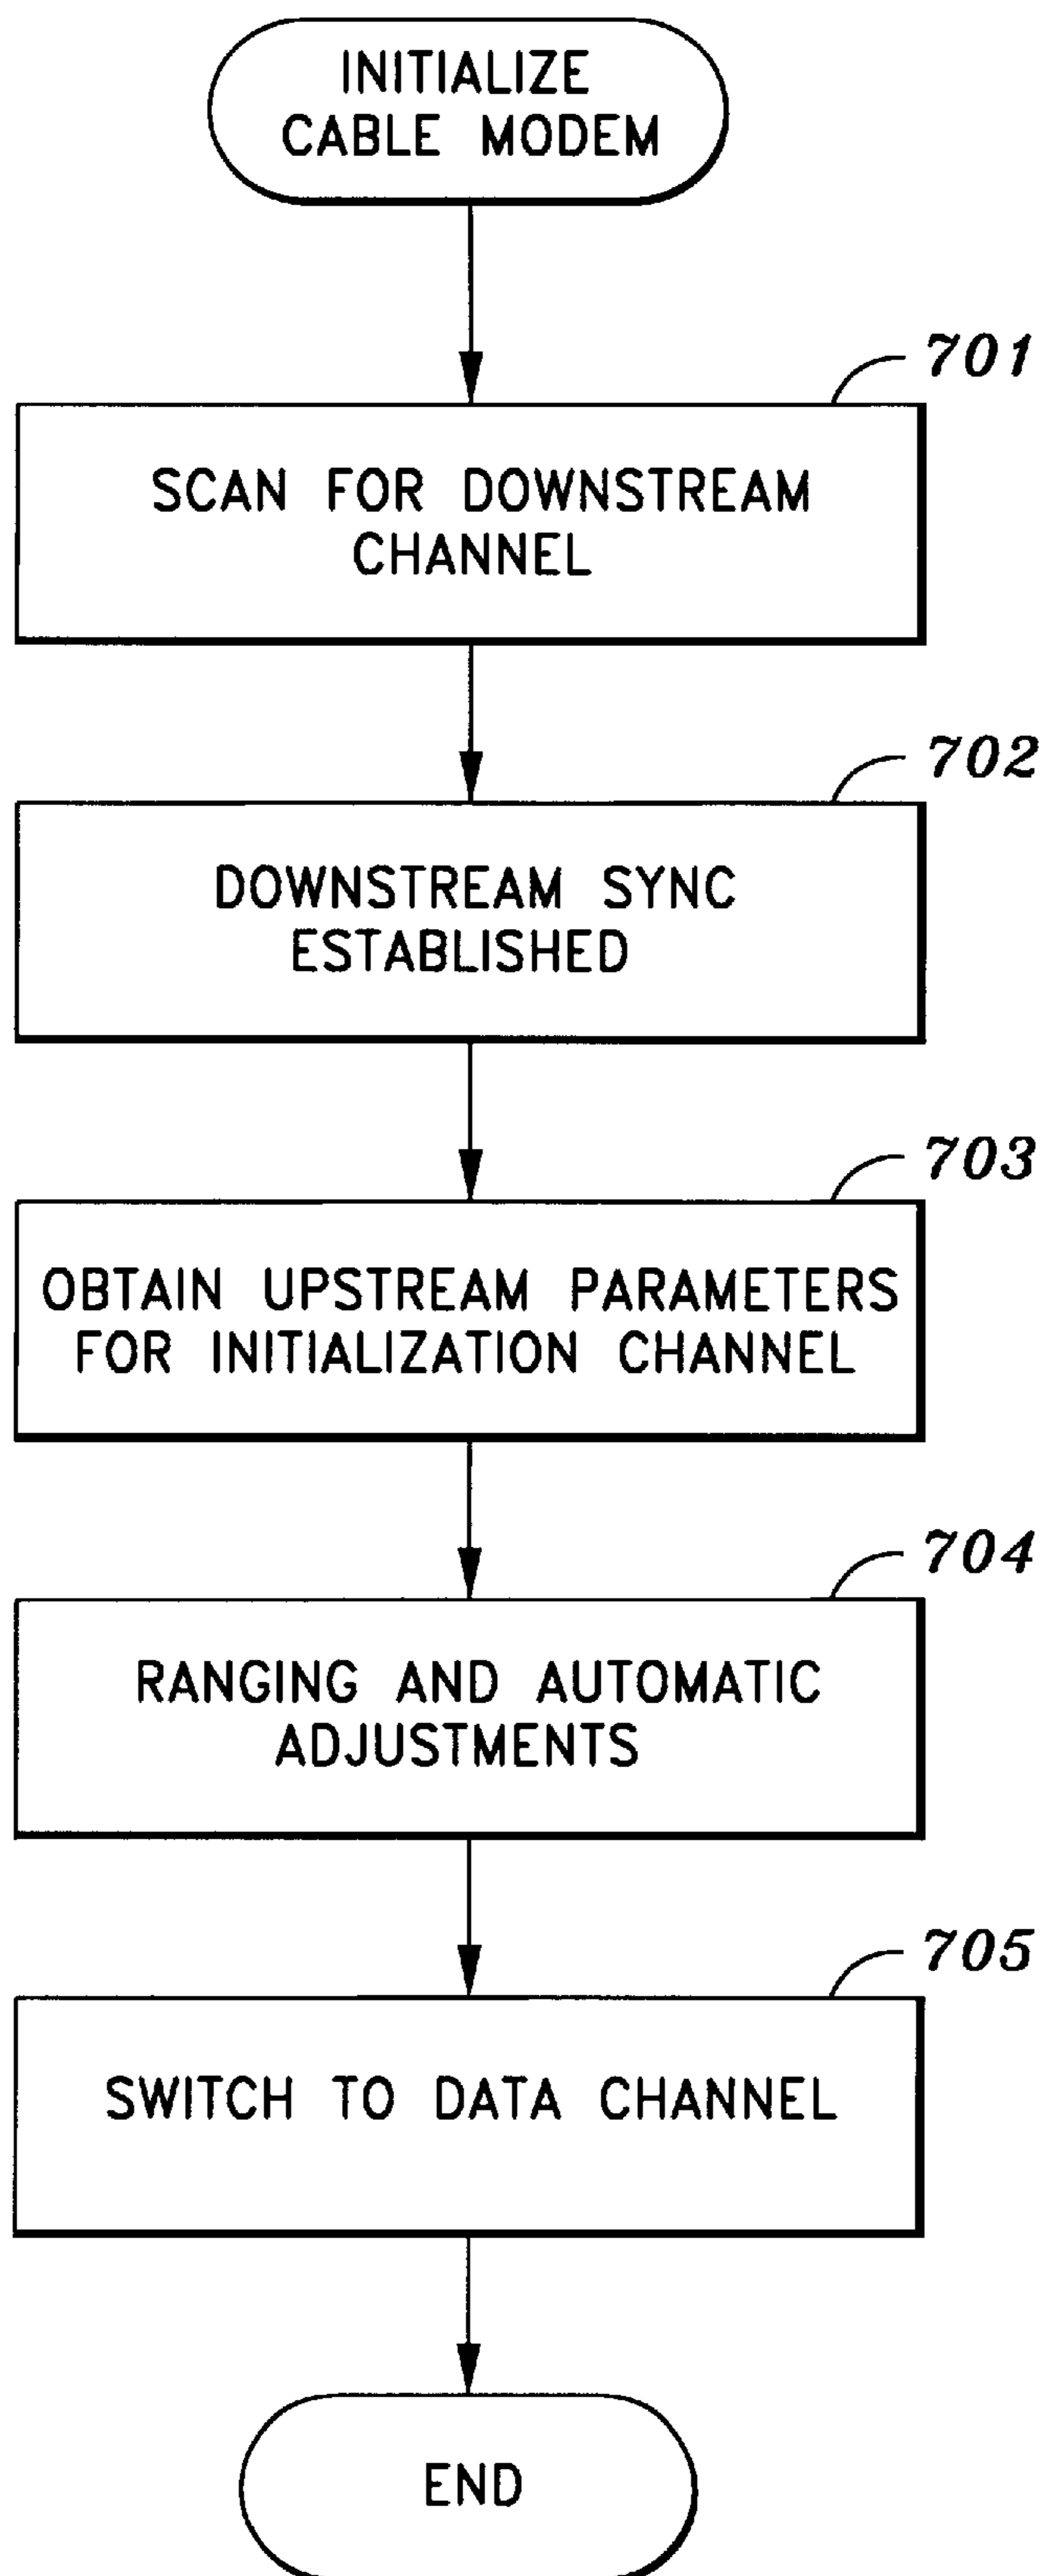 INITIALIZE
CABLE MODEM
701
SCAN FOR DOWNSTREAM
CHANNEL
702
DOWNSTREAM SYNC
ESTABLISHED
703
OBTAIN UPSTREAM PARAMETERS
FOR INITIALIZATION CHANNEL
704
RANGING AND AUTOMATIC
ADJUSTMENTS
705
SWITCH TO DATA CHANNEL
END